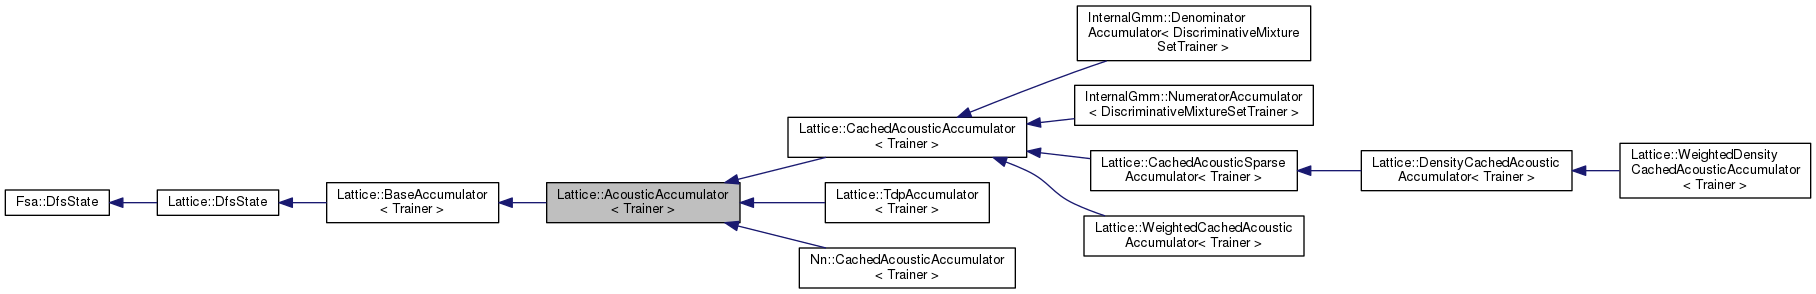 Fsa::DfsState
Lattice::DfsState
Lattice::BaseAccumulator
< Trainer >
Lattice::AcousticAccumulator
< Trainer >
Lattice::CachedAcousticAccumulator
< Trainer >
Lattice::TdpAccumulator
< Trainer >
Nn::CachedAcousticAccumulator
< Trainer >
InternalGmm::Denominator
Accumulator< DiscriminativeMixture
SetTrainer >
InternalGmm::NumeratorAccumulator
< DiscriminativeMixtureSetTrainer >
Lattice::CachedAcousticSparse
Accumulator< Trainer >
Lattice::WeightedCachedAcoustic
Accumulator< Trainer >
Lattice::DensityCachedAcoustic
Accumulator< Trainer >
Lattice::WeightedDensity
CachedAcousticAccumulator
< Trainer >